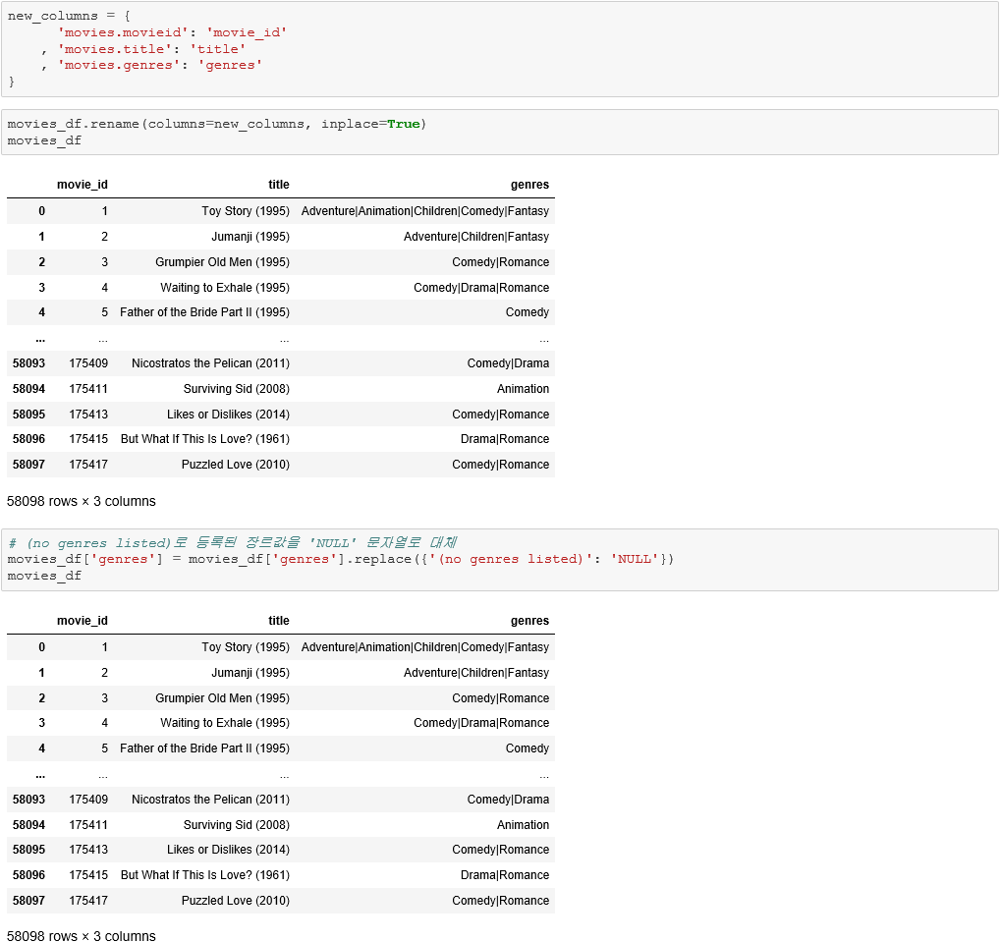 new_columns = {
'movies.movieid': 'movie_id'
, 'movies.title': 'title'
, 'movies.genres': 'genres'
}
movies_df.rename(columns=new_columns, inplace=True)
movies_df
movie_id title genres
0 1 Toy Story (1995) Adventure|Animation|Children|Comedy|Fantasy
1 2 Jumanji (1995) Adventure|Children|Fantasy
2 3 Grumpier Old Men (1995) Comedy|Romance
3 4 Waiting to Exhale (1995) Comedy|Drama|Romance
4 5 Father of the Bride Part II (1995) Comedy
... ... ... ...
58093 175409 Nicostratos the Pelican (2011) Comedy|Drama
58094 175411 Surviving Sid (2008) Animation
58095 175413 Likes or Dislikes (2014) Comedy|Romance
58096 175415 But What If This Is Love? (1961) Drama|Romance
58097 175417 Puzzled Love (2010) Comedy|Romance
58098 rows × 3 columns
# (no genres listed)로 등록된 장르값을 'NULL' 문자열로 대체
movies_df['genres'] = movies_df['genres'].replace({'(no genres listed)': 'NULL'})
movies_df
movie_id title genres
0 1 Toy Story (1995) Adventure|Animation|Children|Comedy|Fantasy
1 2 Jumanji (1995) Adventure|Children|Fantasy
2 3 Grumpier Old Men (1995) Comedy|Romance
3 4 Waiting to Exhale (1995) Comedy|Drama|Romance
4 5 Father of the Bride Part II (1995) Comedy
... ... ... ...
58093 175409 Nicostratos the Pelican (2011) Comedy|Drama
58094 175411 Surviving Sid (2008) Animation
58095 175413 Likes or Dislikes (2014) Comedy|Romance
58096 175415 But What If This Is Love? (1961) Drama|Romance
58097 175417 Puzzled Love (2010) Comedy|Romance
58098 rows × 3 columns